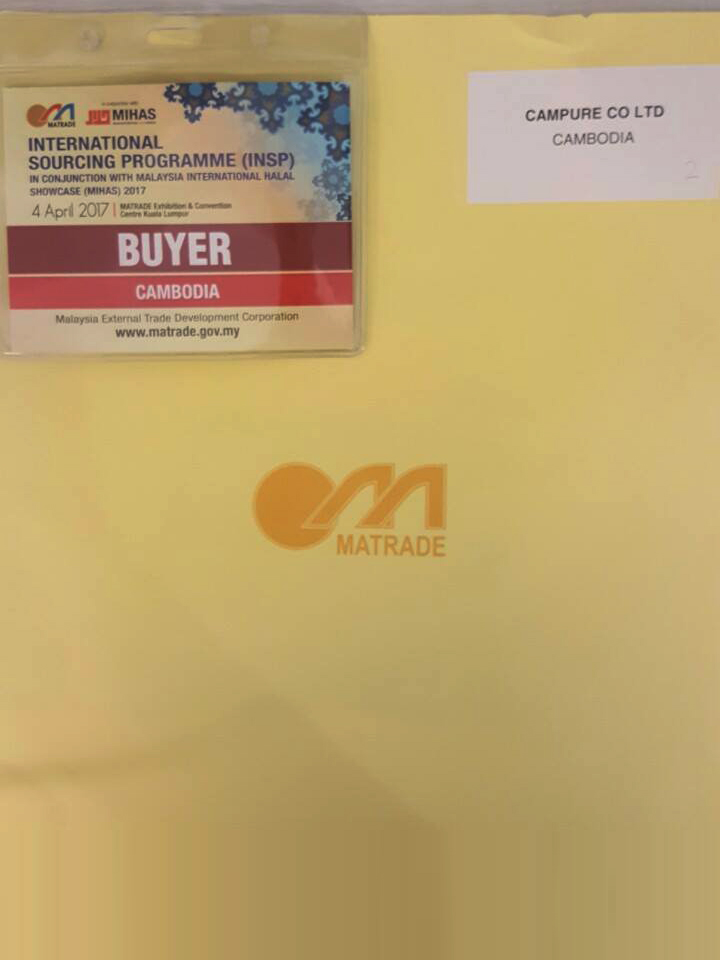 MATRADE
MIHAS
INTERNATIONAL
SOURCING PROGRAMME (INSP)
IN CONJUNCTION WITH MALAYSIA INTERNATIONAL HALAL
SHOWCASE (MIHAS) 2017
4 April 2017 | MATRADE Exhibition & Convention
Centre Kuala Lumpur
BUYER
CAMBODIA
Malaysia External Trade Development Corporation
www.matrade.gov.my
CAMPURE CO LTD
CAMBODIA
2
MATRADE